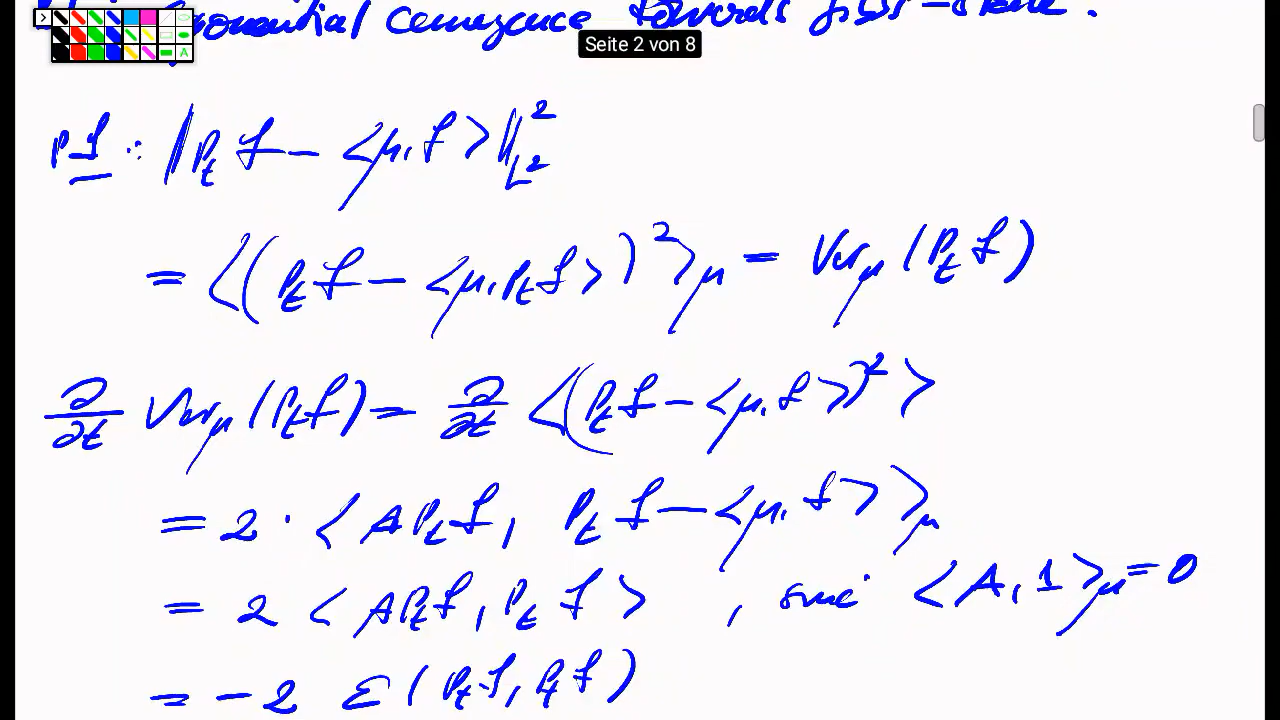 exponential convergence towards
Seite 2 von 8
Pf : ‖P_t f − <μ, f>‖²_{L²}
= <(P_t f − <μ, P_t f>)²>_μ = Var_μ (P_t f)
∂/∂t Var_μ (P_t f) = ∂/∂t <(P_t f − <μ, f>)²>
= 2 · <A P_t f, P_t f − <μ, f>>_μ
= 2 <A P_t f, P_t f> , since <A, 1>_μ = 0
= −2 ℰ(P_t f, P_t f)